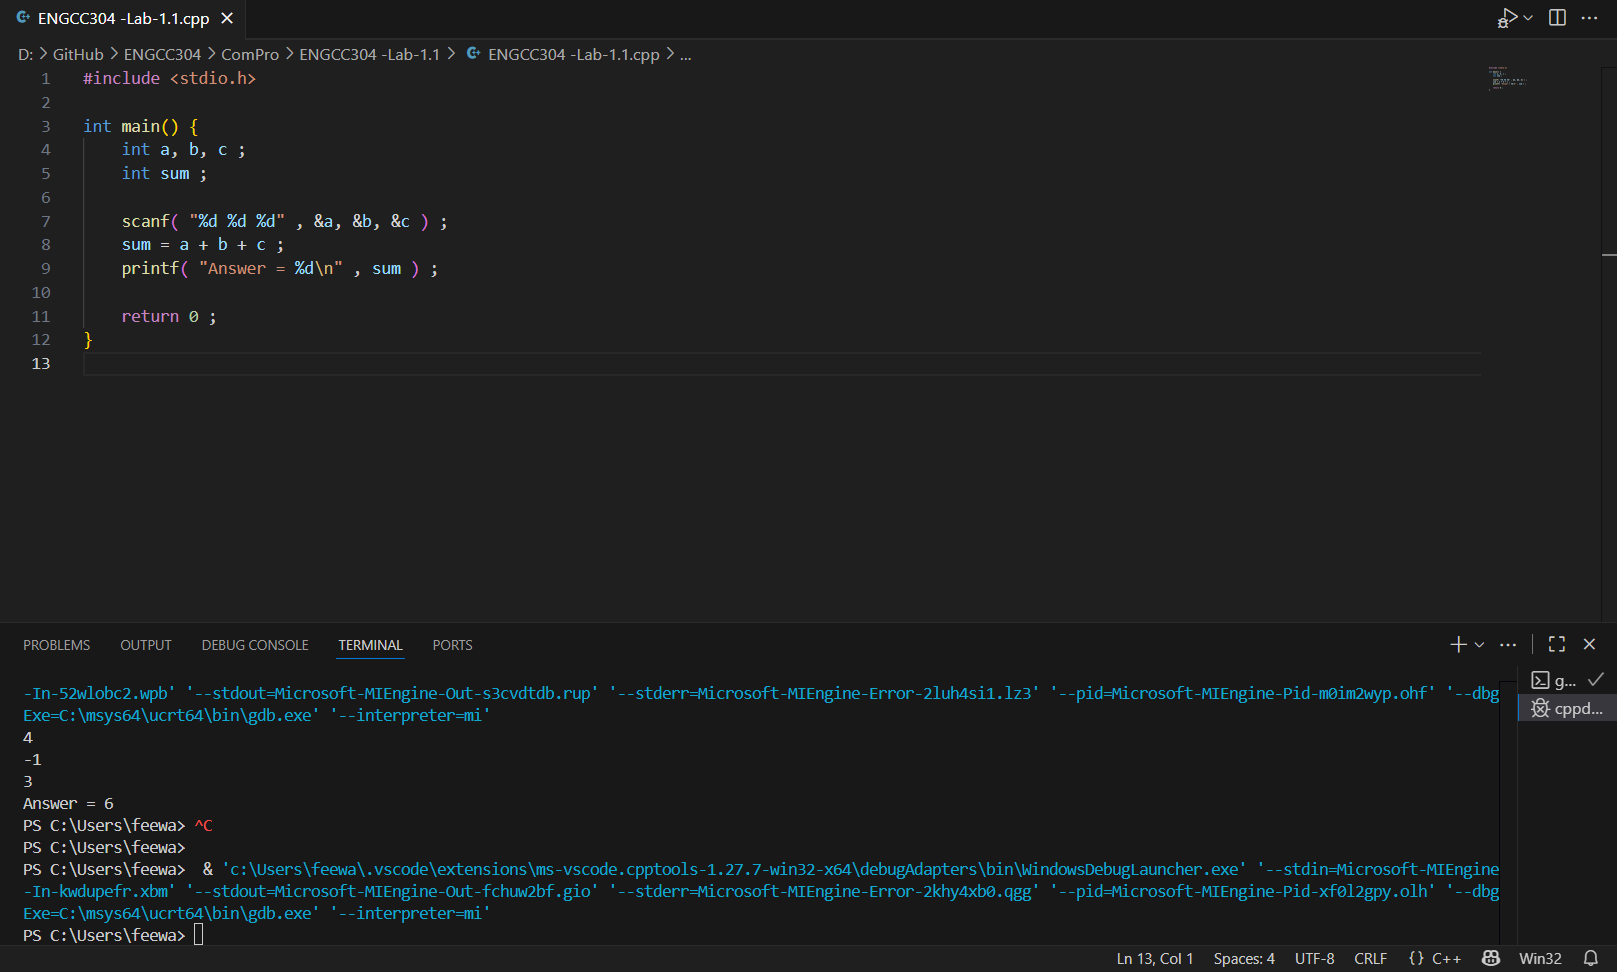 ENGCC304 -Lab-1.1.cpp
D: > GitHub > ENGCC304 > ComPro > ENGCC304 -Lab-1.1 > ENGCC304 -Lab-1.1.cpp > ...
1 #include <stdio.h>
2
3 int main() {
4     int a, b, c ;
5     int sum ;
6
7     scanf( "%d %d %d" , &a, &b, &c ) ;
8     sum = a + b + c ;
9     printf( "Answer = %d\n" , sum ) ;
10
11     return 0 ;
12 }
13
PROBLEMS OUTPUT DEBUG CONSOLE TERMINAL PORTS
-In-52wlobc2.wpb' '--stdout=Microsoft-MIEngine-Out-s3cvdtdb.rup' '--stderr=Microsoft-MIEngine-Error-2luh4si1.lz3' '--pid=Microsoft-MIEngine-Pid-m0im2wyp.ohf' '--dbg
Exe=C:\msys64\ucrt64\bin\gdb.exe' '--interpreter=mi'
4
-1
3
Answer = 6
PS C:\Users\feewa> ^C
PS C:\Users\feewa>
PS C:\Users\feewa>  & 'c:\Users\feewa\.vscode\extensions\ms-vscode.cpptools-1.27.7-win32-x64\debugAdapters\bin\WindowsDebugLauncher.exe' '--stdin=Microsoft-MIEngine
-In-kwdupefr.xbm' '--stdout=Microsoft-MIEngine-Out-fchuw2bf.gio' '--stderr=Microsoft-MIEngine-Error-2khy4xb0.qgg' '--pid=Microsoft-MIEngine-Pid-xf0l2gpy.olh' '--dbg
Exe=C:\msys64\ucrt64\bin\gdb.exe' '--interpreter=mi'
PS C:\Users\feewa>
g...
cppd...
Ln 13, Col 1 Spaces: 4 UTF-8 CRLF {} C++ Win32